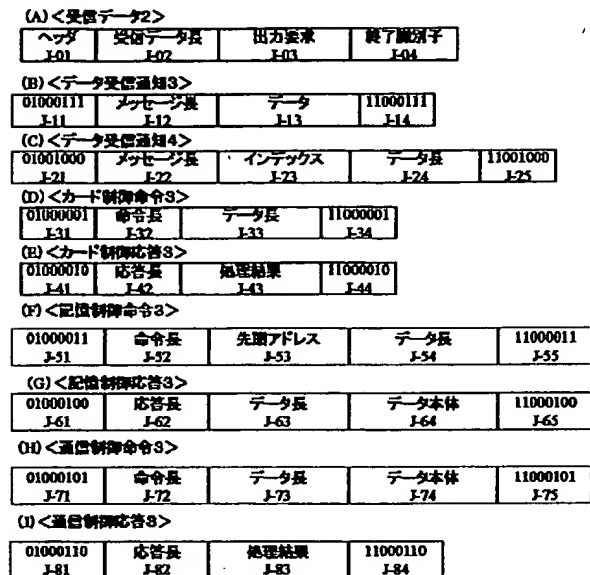 (A)<受信データ2>
ヘッダ 受信データ長 出力要求 終了識別子
J-01 J-02 J-03 J-04
(B)<データ受信通知3>
01000111 メッセージ長 データ 11000111
J-11 J-12 J-13 J-14
(C)<データ受信通知4>
01001000 メッセージ長 インデックス データ長 11001000
J-21 J-22 J-23 J-24 J-25
(D)<カード制御命令3>
01000001 命令長 データ長 11000001
J-31 J-32 J-33 J-34
(E)<カード制御応答3>
01000010 応答長 処理結果 11000010
J-41 J-42 J-43 J-44
(F)<記憶制御命令3>
01000011 命令長 先頭アドレス データ長 11000011
J-51 J-52 J-53 J-54 J-55
(G)<記憶制御応答3>
01000100 応答長 データ長 データ本体 11000100
J-61 J-62 J-63 J-64 J-65
(H)<通信制御命令3>
01000101 命令長 データ長 データ本体 11000101
J-71 J-72 J-73 J-74 J-75
(I)<通信制御応答3>
01000110 応答長 処理結果 11000110
J-81 J-82 J-83 J-84